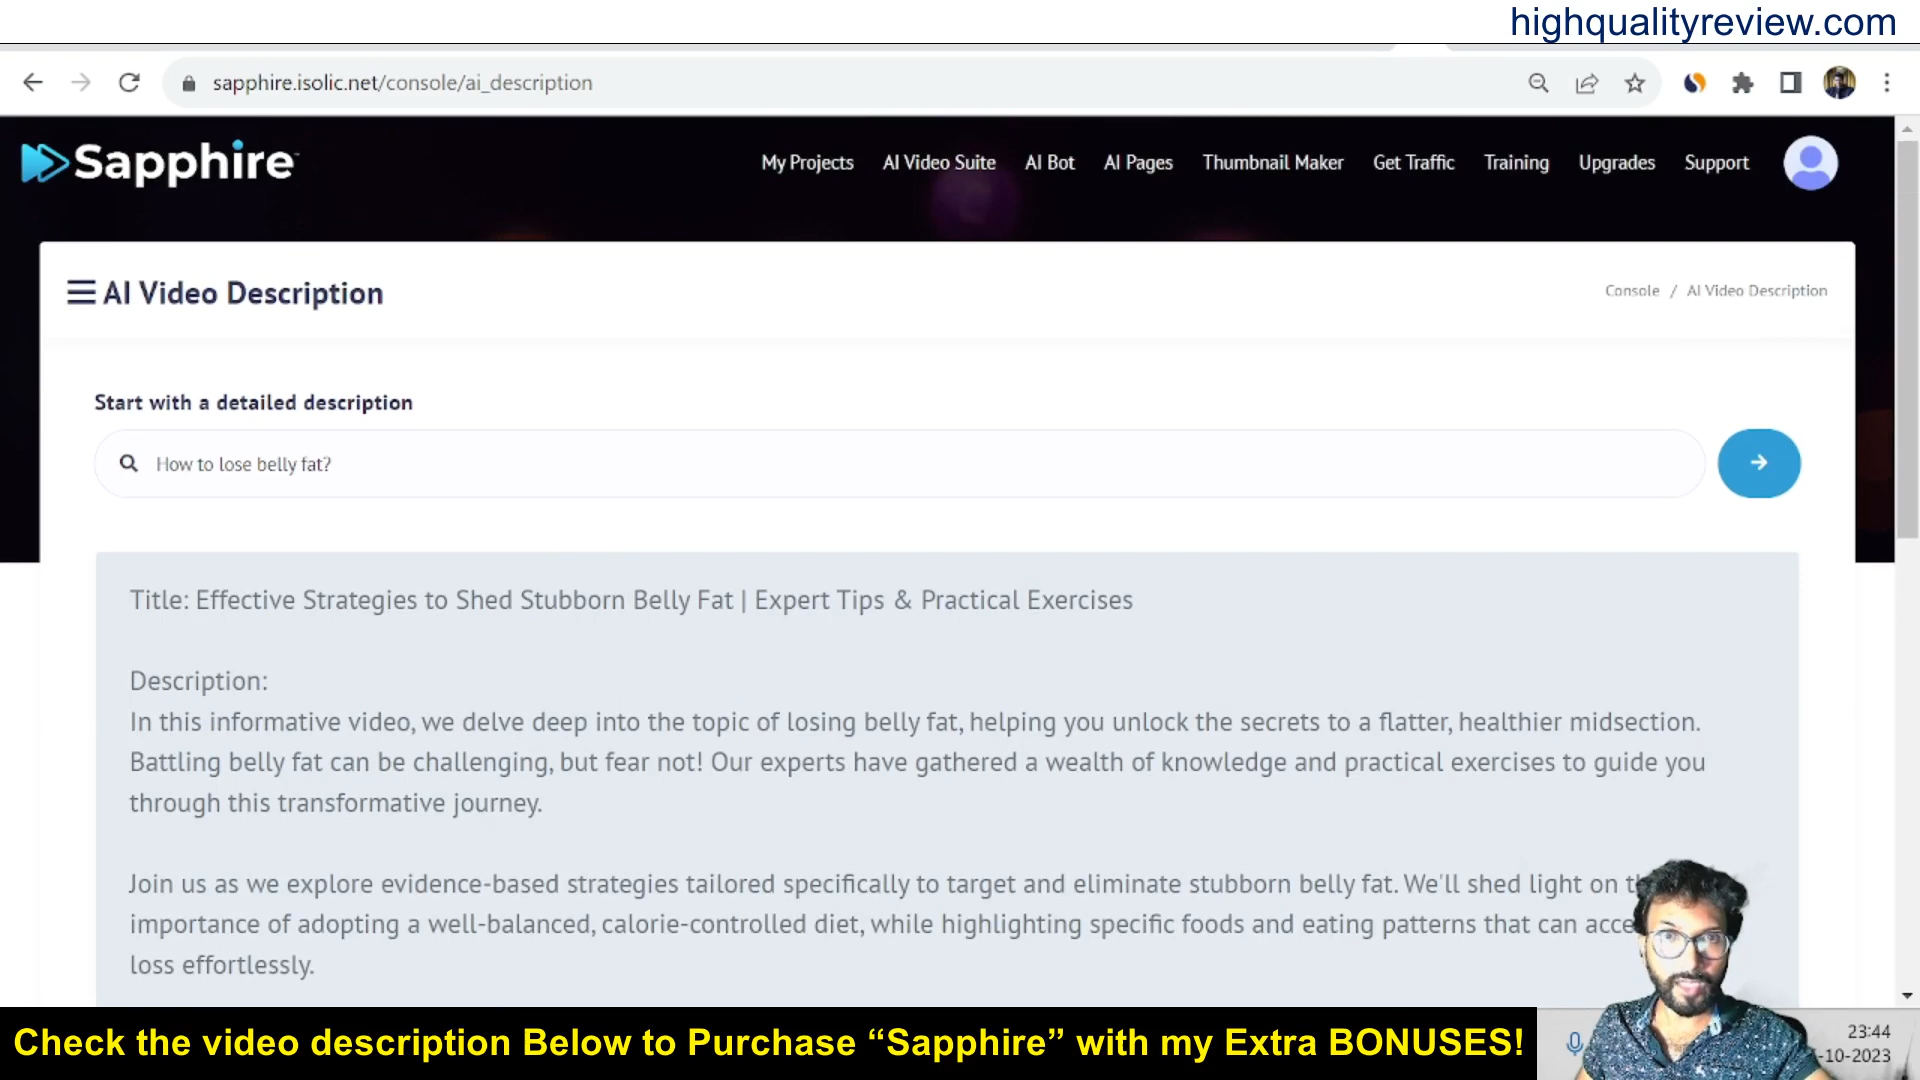 highqualityreview.com
sapphire.isolic.net/console/ai_description
Sapphire
My Projects AI Video Suite AI Bot AI Pages Thumbnail Maker Get Traffic Training Upgrades Support
AI Video Description
Console / AI Video Description
Start with a detailed description
How to lose belly fat?
Title: Effective Strategies to Shed Stubborn Belly Fat | Expert Tips & Practical Exercises
Description:
In this informative video, we delve deep into the topic of losing belly fat, helping you unlock the secrets to a flatter, healthier midsection.
Battling belly fat can be challenging, but fear not! Our experts have gathered a wealth of knowledge and practical exercises to guide you
through this transformative journey.
Join us as we explore evidence-based strategies tailored specifically to target and eliminate stubborn belly fat. We'll shed light on
importance of adopting a well-balanced, calorie-controlled diet, while highlighting specific foods and eating patterns that can
loss effortlessly.
Check the video description Below to Purchase “Sapphire” with my Extra BONUSES!
23:44
-10-2023